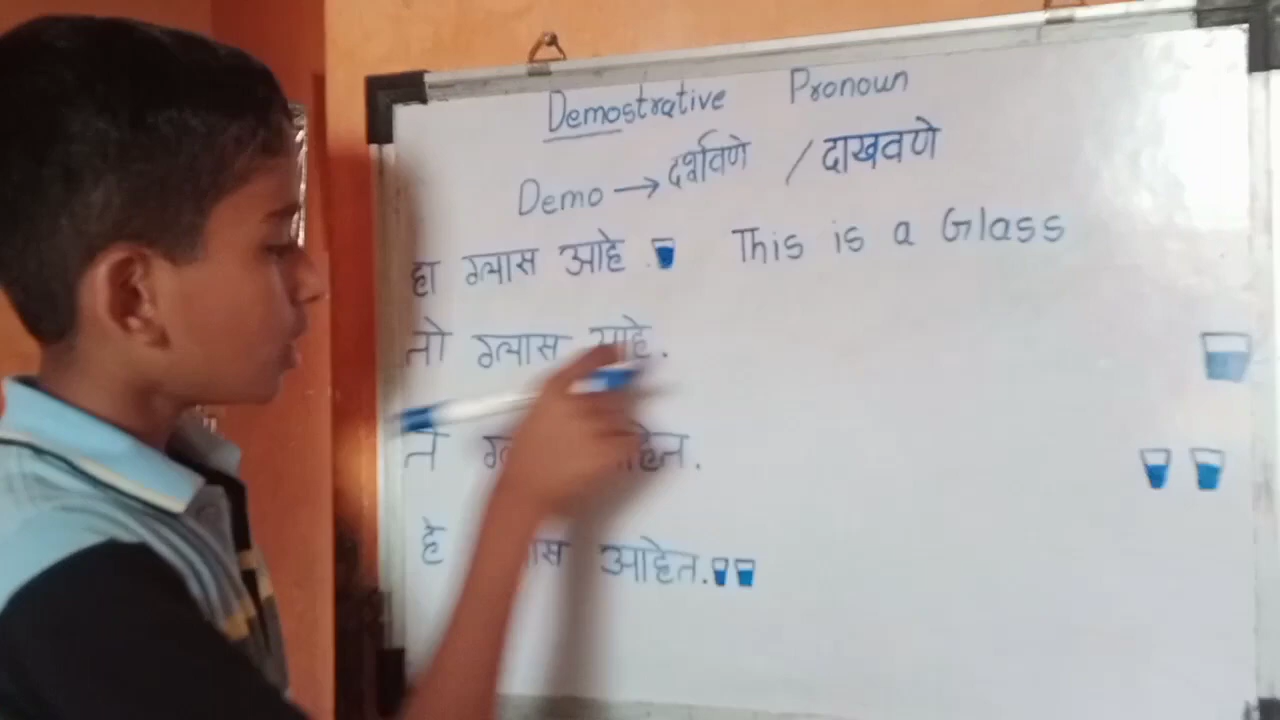 Demostrative Pronoun
Demo → दर्शविणे / दाखवणे
हा ग्लास आहे. This is a Glass
तो ग्लास आहे.
ते
हे आहेत.